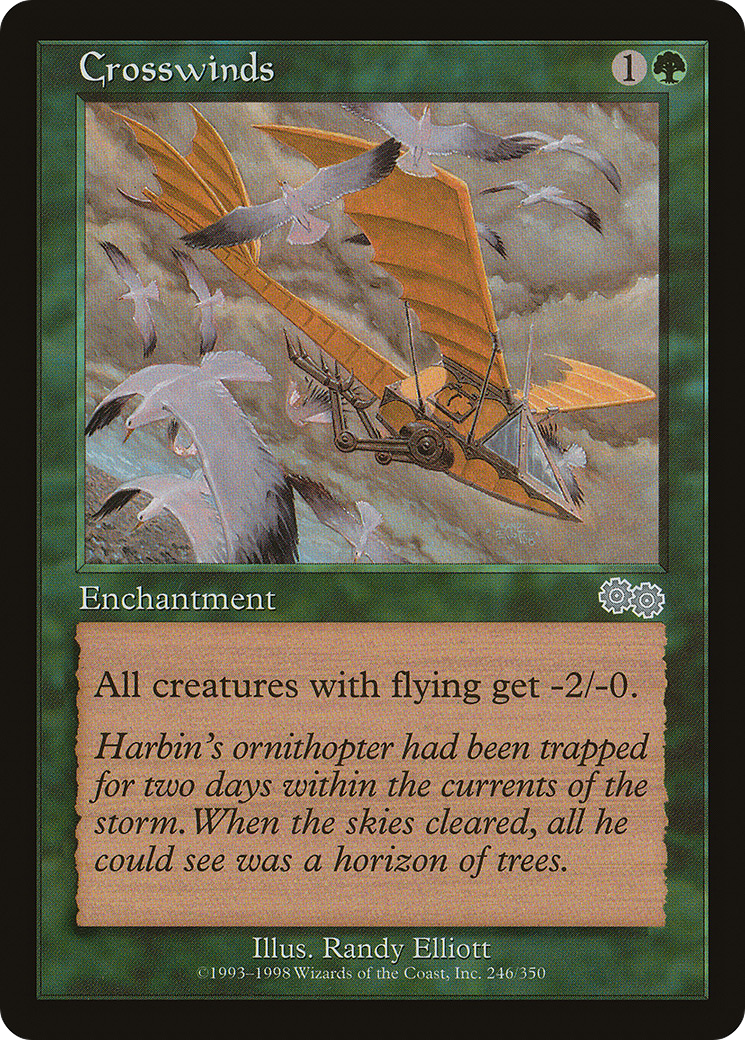 Crosswinds 1
Enchantment
All creatures with flying get -2/-0.
Harbin's ornithopter had been trapped
for two days within the currents of the
storm. When the skies cleared, all he
could see was a horizon of trees.
Illus. Randy Elliott
©1993–1998 Wizards of the Coast, Inc. 246/350